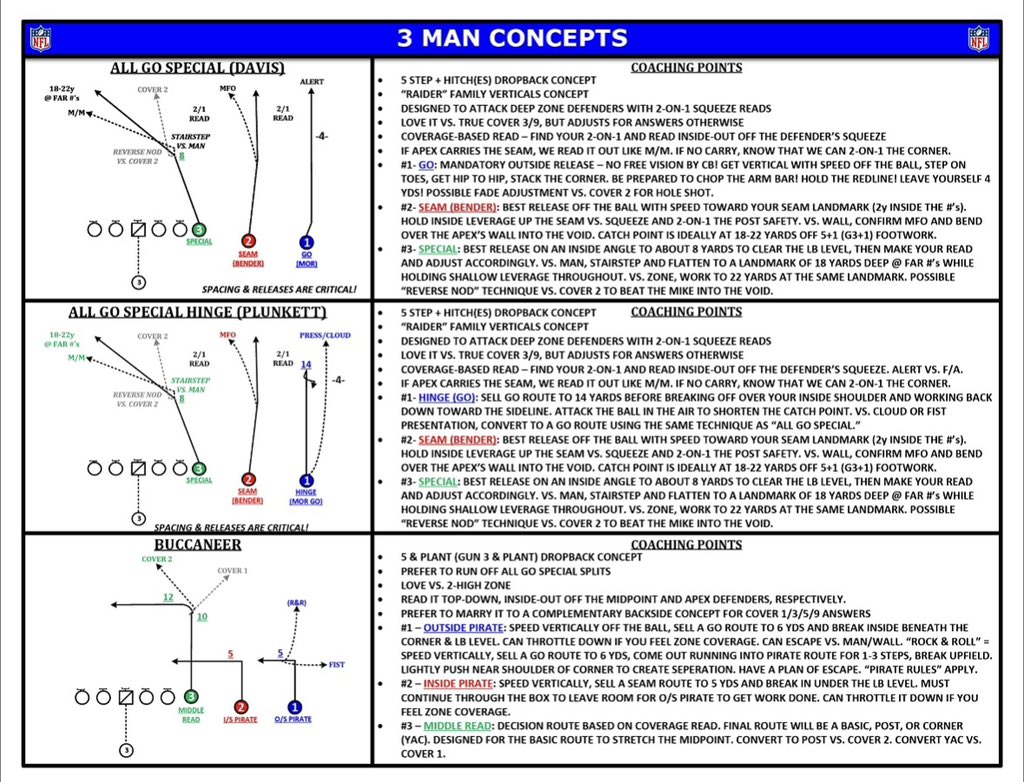 NFL
3 MAN CONCEPTS
NFL
ALL GO SPECIAL (DAVIS)
18-22y
@ FAR #'s
M/M
COVER 2
MFO
ALERT
2/1
READ
2/1
READ
-4-
STAIRSTEP
VS. MAN
8
REVERSE NOD
VS. COVER 2
3
SPECIAL
2
SEAM
(BENDER)
1
GO
(MOR)
3
SPACING & RELEASES ARE CRITICAL!
COACHING POINTS
• 5 STEP + HITCH(ES) DROPBACK CONCEPT
• "RAIDER" FAMILY VERTICALS CONCEPT
• DESIGNED TO ATTACK DEEP ZONE DEFENDERS WITH 2-ON-1 SQUEEZE READS
• LOVE IT VS. TRUE COVER 3/9, BUT ADJUSTS FOR ANSWERS OTHERWISE
• COVERAGE-BASED READ – FIND YOUR 2-ON-1 AND READ INSIDE-OUT OFF THE DEFENDER'S SQUEEZE
• IF APEX CARRIES THE SEAM, WE READ IT OUT LIKE M/M. IF NO CARRY, KNOW THAT WE CAN 2-ON-1 THE CORNER.
• #1- GO: MANDATORY OUTSIDE RELEASE – NO FREE VISION BY CB! GET VERTICAL WITH SPEED OFF THE BALL, STEP ON
TOES, GET HIP TO HIP, STACK THE CORNER. BE PREPARED TO CHOP THE ARM BAR! HOLD THE REDLINE! LEAVE YOURSELF 4
YDS! POSSIBLE FADE ADJUSTMENT VS. COVER 2 FOR HOLE SHOT.
• #2- SEAM (BENDER): BEST RELEASE OFF THE BALL WITH SPEED TOWARD YOUR SEAM LANDMARK (2y INSIDE THE #'s).
HOLD INSIDE LEVERAGE UP THE SEAM VS. SQUEEZE AND 2-ON-1 THE POST SAFETY. VS. WALL, CONFIRM MFO AND BEND
OVER THE APEX'S WALL INTO THE VOID. CATCH POINT IS IDEALLY AT 18-22 YARDS OFF 5+1 (G3+1) FOOTWORK.
• #3- SPECIAL: BEST RELEASE ON AN INSIDE ANGLE TO ABOUT 8 YARDS TO CLEAR THE LB LEVEL, THEN MAKE YOUR READ
AND ADJUST ACCORDINGLY. VS. MAN, STAIRSTEP AND FLATTEN TO A LANDMARK OF 18 YARDS DEEP @ FAR #'s WHILE
HOLDING SHALLOW LEVERAGE THROUGHOUT. VS. ZONE, WORK TO 22 YARDS AT THE SAME LANDMARK. POSSIBLE
"REVERSE NOD" TECHNIQUE VS. COVER 2 TO BEAT THE MIKE INTO THE VOID.
ALL GO SPECIAL HINGE (PLUNKETT)
18-22y
@ FAR #'s
M/M
COVER 2
MFO
PRESS/CLOUD
2/1
READ
2/1
READ
14
-4-
STAIRSTEP
VS. MAN
8
REVERSE NOD
VS. COVER 2
3
SPECIAL
2
SEAM
(BENDER)
1
HINGE
(MOR GO)
3
SPACING & RELEASES ARE CRITICAL!
COACHING POINTS
• 5 STEP + HITCH(ES) DROPBACK CONCEPT
• "RAIDER" FAMILY VERTICALS CONCEPT
• DESIGNED TO ATTACK DEEP ZONE DEFENDERS WITH 2-ON-1 SQUEEZE READS
• LOVE IT VS. TRUE COVER 3/9, BUT ADJUSTS FOR ANSWERS OTHERWISE
• COVERAGE-BASED READ – FIND YOUR 2-ON-1 AND READ INSIDE-OUT OFF THE DEFENDER'S SQUEEZE. ALERT VS. F/A.
• IF APEX CARRIES THE SEAM, WE READ IT OUT LIKE M/M. IF NO CARRY, KNOW THAT WE CAN 2-ON-1 THE CORNER.
• #1- HINGE (GO): SELL GO ROUTE TO 14 YARDS BEFORE BREAKING OFF OVER YOUR INSIDE SHOULDER AND WORKING BACK
DOWN TOWARD THE SIDELINE. ATTACK THE BALL IN THE AIR TO SHORTEN THE CATCH POINT. VS. CLOUD OR FIST
PRESENTATION, CONVERT TO A GO ROUTE USING THE SAME TECHNIQUE AS "ALL GO SPECIAL."
• #2- SEAM (BENDER): BEST RELEASE OFF THE BALL WITH SPEED TOWARD YOUR SEAM LANDMARK (2y INSIDE THE #'s).
HOLD INSIDE LEVERAGE UP THE SEAM VS. SQUEEZE AND 2-ON-1 THE POST SAFETY. VS. WALL, CONFIRM MFO AND BEND
OVER THE APEX'S WALL INTO THE VOID. CATCH POINT IS IDEALLY AT 18-22 YARDS OFF 5+1 (G3+1) FOOTWORK.
• #3- SPECIAL: BEST RELEASE ON AN INSIDE ANGLE TO ABOUT 8 YARDS TO CLEAR THE LB LEVEL, THEN MAKE YOUR READ
AND ADJUST ACCORDINGLY. VS. MAN, STAIRSTEP AND FLATTEN TO A LANDMARK OF 18 YARDS DEEP @ FAR #'s WHILE
HOLDING SHALLOW LEVERAGE THROUGHOUT. VS. ZONE, WORK TO 22 YARDS AT THE SAME LANDMARK. POSSIBLE
"REVERSE NOD" TECHNIQUE VS. COVER 2 TO BEAT THE MIKE INTO THE VOID.
BUCCANEER
COVER 2
COVER 1
12
10
(R&R)
5
5
FIST
3
MIDDLE
READ
2
I/S PIRATE
1
O/S PIRATE
3
COACHING POINTS
• 5 & PLANT (GUN 3 & PLANT) DROPBACK CONCEPT
• PREFER TO RUN OFF ALL GO SPECIAL SPLITS
• LOVE VS. 2-HIGH ZONE
• READ IT TOP-DOWN, INSIDE-OUT OFF THE MIDPOINT AND APEX DEFENDERS, RESPECTIVELY.
• PREFER TO MARRY IT TO A COMPLEMENTARY BACKSIDE CONCEPT FOR COVER 1/3/5/9 ANSWERS
• #1 – OUTSIDE PIRATE: SPEED VERTICALLY OFF THE BALL, SELL A GO ROUTE TO 6 YDS AND BREAK INSIDE BENEATH THE
CORNER & LB LEVEL. CAN THROTTLE DOWN IF YOU FEEL ZONE COVERAGE. CAN ESCAPE VS. MAN/WALL. "ROCK & ROLL" =
SPEED VERTICALLY, SELL A GO ROUTE TO 6 YDS, COME OUT RUNNING INTO PIRATE ROUTE FOR 1-3 STEPS, BREAK UPFIELD.
LIGHTLY PUSH NEAR SHOULDER OF CORNER TO CREATE SEPERATION. HAVE A PLAN OF ESCAPE. "PIRATE RULES" APPLY.
• #2 – INSIDE PIRATE: SPEED VERTICALLY, SELL A SEAM ROUTE TO 5 YDS AND BREAK IN UNDER THE LB LEVEL. MUST
CONTINUE THROUGH THE BOX TO LEAVE ROOM FOR O/S PIRATE TO GET WORK DONE. CAN THROTTLE IT DOWN IF YOU
FEEL ZONE COVERAGE.
• #3 – MIDDLE READ: DECISION ROUTE BASED ON COVERAGE READ. FINAL ROUTE WILL BE A BASIC, POST, OR CORNER
(YAC). DESIGNED FOR THE BASIC ROUTE TO STRETCH THE MIDPOINT. CONVERT TO POST VS. COVER 2. CONVERT YAC VS.
COVER 1.